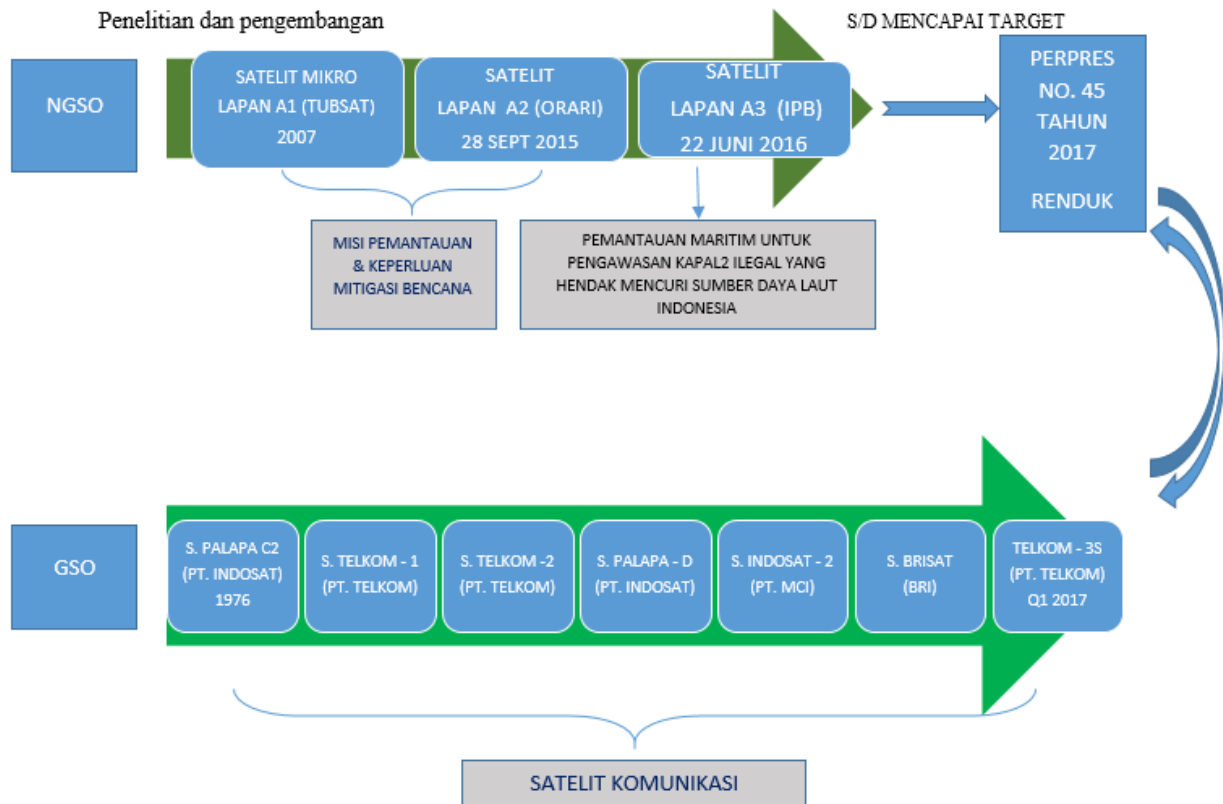 Penelitian dan pengembangan
S/D MENCAPAI TARGET
NGSO
SATELIT MIKRO
LAPAN A1 (TUBSAT)
2007
SATELIT
LAPAN A2 (ORARI)
28 SEPT 2015
SATELIT
LAPAN A3 (IPB)
22 JUNI 2016
PERPRES
NO. 45
TAHUN
2017
RENDUK
MISI PEMANTAUAN
& KEPERLUAN
MITIGASI BENCANA
PEMANTAUAN MARITIM UNTUK
PENGAWASAN KAPAL2 ILEGAL YANG
HENDAK MENCURI SUMBER DAYA LAUT
INDONESIA
GSO
S. PALAPA C2
(PT. INDOSAT)
1976
S. TELKOM - 1
(PT. TELKOM)
S. TELKOM -2
(PT. TELKOM)
S. PALAPA - D
(PT. INDOSAT)
S. INDOSAT - 2
(PT. MCI)
S. BRISAT
(BRI)
TELKOM - 3S
(PT. TELKOM)
Q1 2017
SATELIT KOMUNIKASI